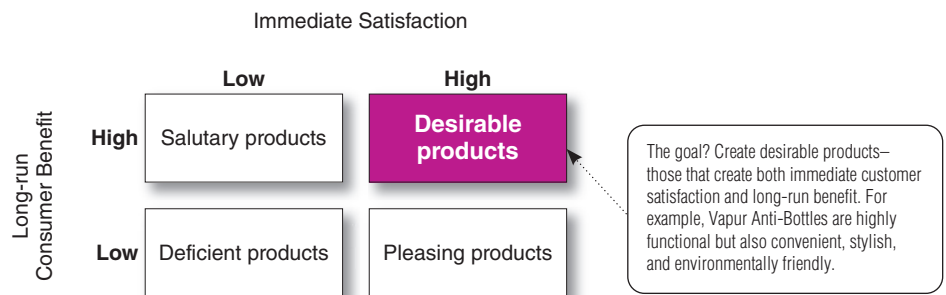 Immediate Satisfaction
Low
High
Long-run
Consumer Benefit
High
Salutary products
Desirable
products
Low
Deficient products
Pleasing products
The goal? Create desirable products—
those that create both immediate customer
satisfaction and long-run benefit. For
example, Vapur Anti-Bottles are highly
functional but also convenient, stylish,
and environmentally friendly.